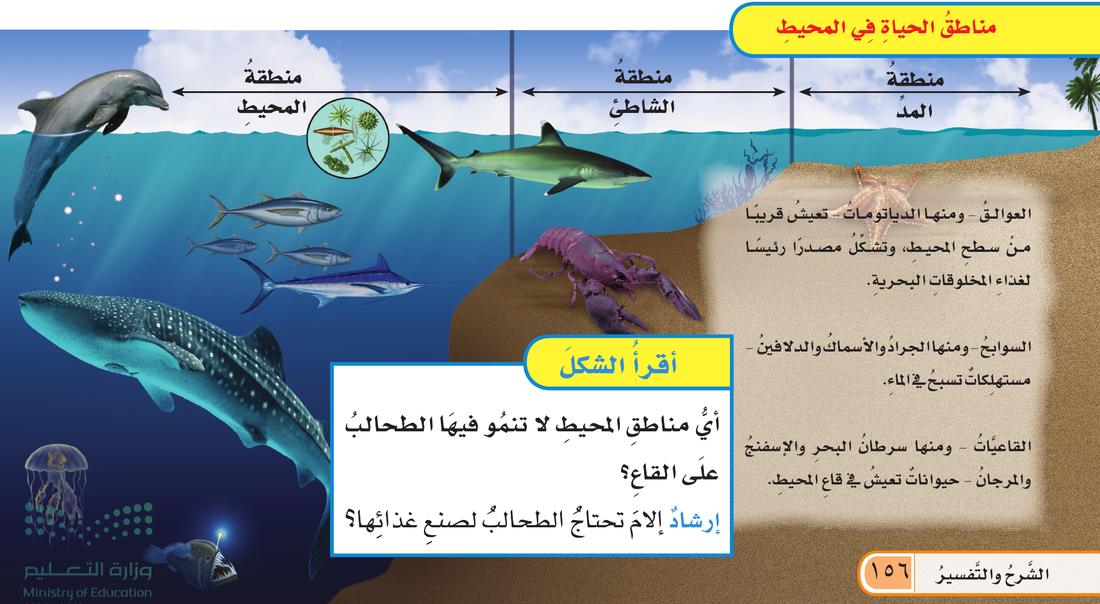 مناطقُ الحياةِ فِي المحيطِ
منطقةُ
المدِّ
منطقةُ
الشاطئِ
منطقةُ
المحيطِ
العوالقُ – ومنها الدياتومات – تعيشُ قريبًا
منْ سطحِ المحيطِ، وتشكِّلُ مصدرًا رئيسًا
لغذاءِ المخلوقاتِ البحريةِ.
السوابحُ – ومنها الجرادُ والأسماكُ والدلافينُ –
مستهلكاتٌ تسبحُ في الماءِ.
القاعيَّاتُ – ومنها سرطانُ البحرِ والإسفنجُ
والمرجانُ – حيواناتٌ تعيشُ في قاعِ المحيطِ.
أقرأُ الشكلَ
أيُّ مناطقِ المحيطِ لا تنمُو فيهَا الطحالبُ
علَى القاعِ؟
إرشادٌ إلامَ تحتاجُ الطحالبُ لصنعِ غذائِها؟
وزارة التعليم
Ministry of Education
الشَّرحُ والتَّفسيرُ ١٥٦